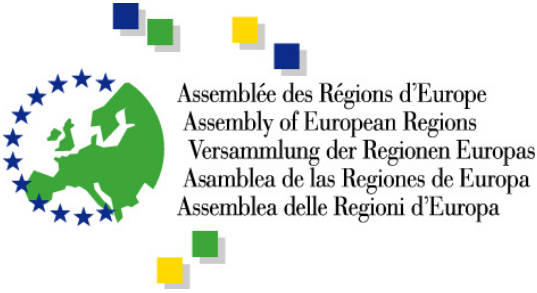 Assemblée des Régions d'Europe
Assembly of European Regions
Versammlung der Regionen Europas
Asamblea de las Regiones de Europa
Assemblea delle Regioni d'Europa